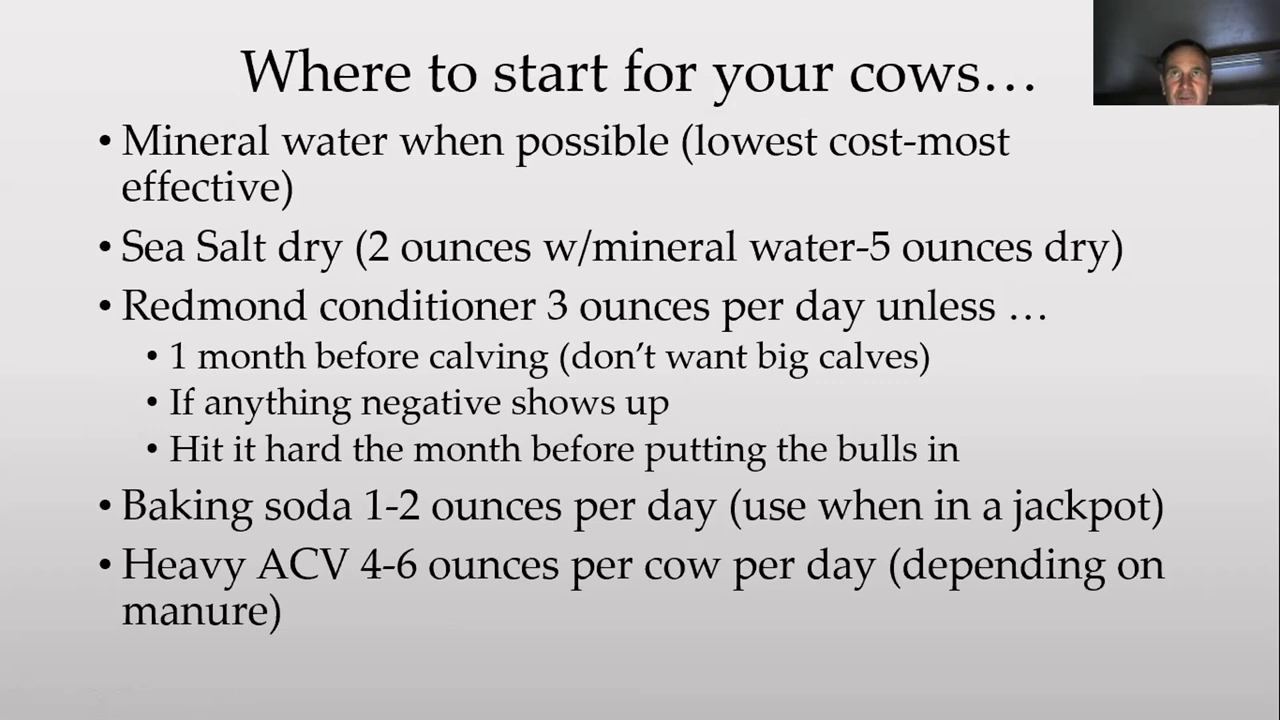 Where to start for your cows…
• Mineral water when possible (lowest cost-most
effective)
• Sea Salt dry (2 ounces w/mineral water-5 ounces dry)
• Redmond conditioner 3 ounces per day unless …
• 1 month before calving (don’t want big calves)
• If anything negative shows up
• Hit it hard the month before putting the bulls in
• Baking soda 1-2 ounces per day (use when in a jackpot)
• Heavy ACV 4-6 ounces per cow per day (depending on
manure)